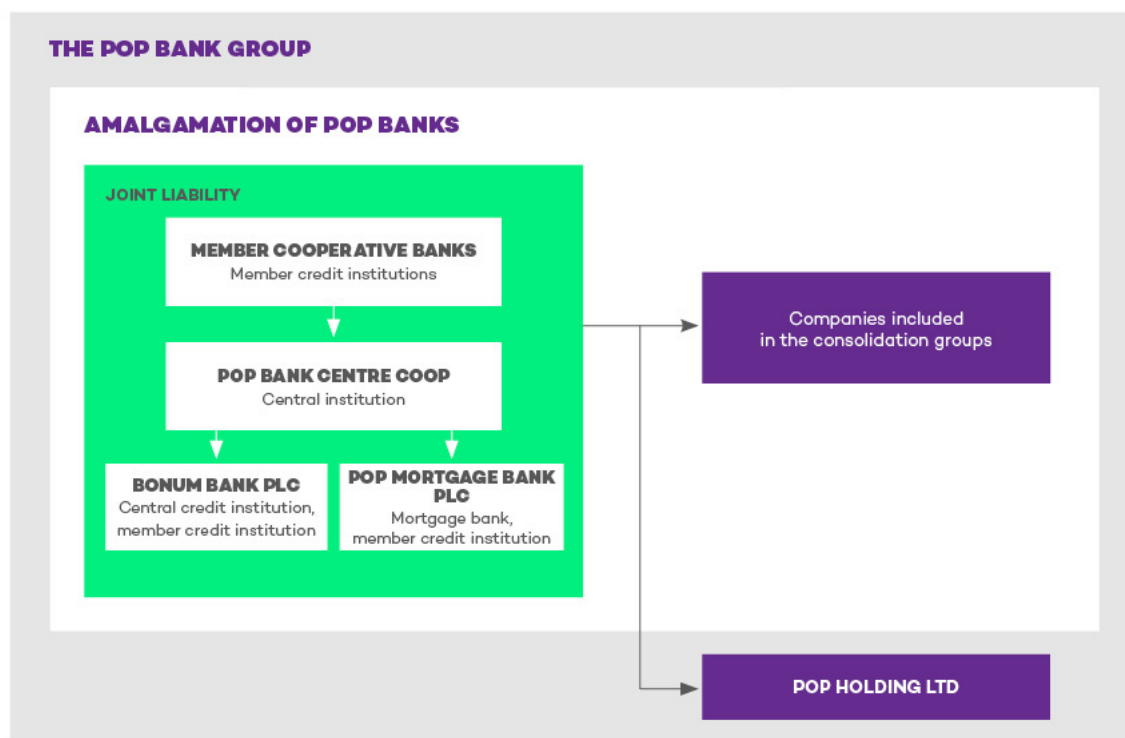 THE POP BANK GROUP
AMALGAMATION OF POP BANKS
JOINT LIABILITY
MEMBER COOPERATIVE BANKS
Member credit institutions
POP BANK CENTRE COOP
Central institution
BONUM BANK PLC
Central credit institution,
member credit institution
POP MORTGAGE BANK
PLC
Mortgage bank,
member credit institution
Companies included
in the consolidation groups
POP HOLDING LTD